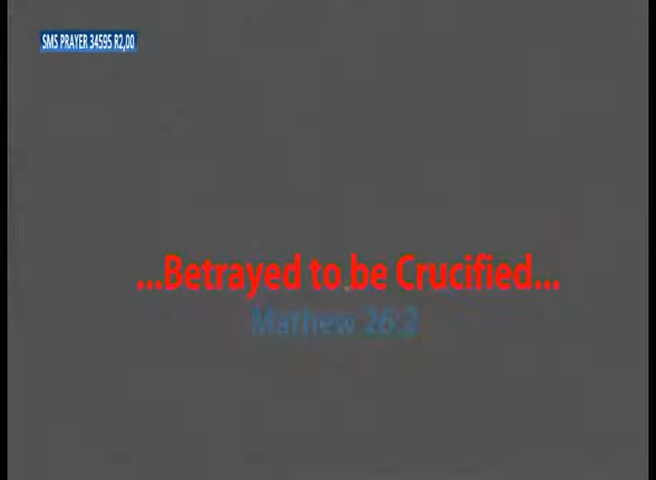 SMS PRAYER 34595 R2,00
...Betrayed to be Crucified...
Mathew 26:2